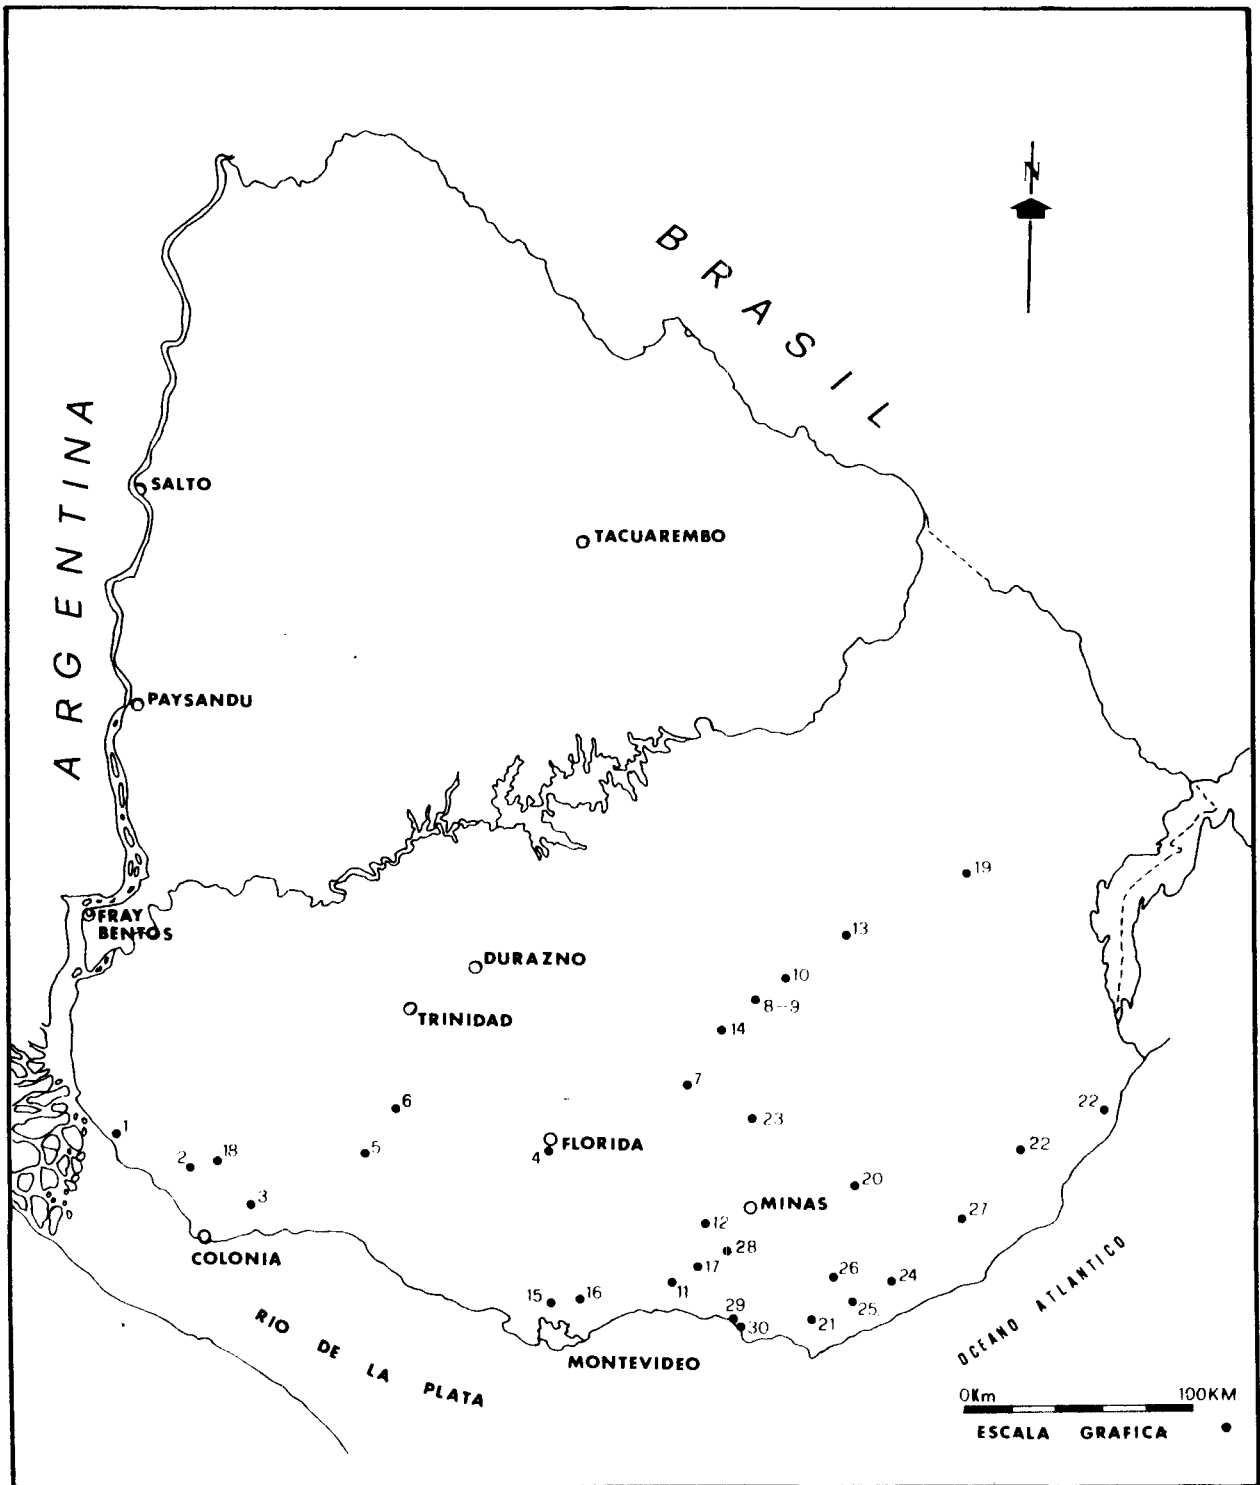 N
BRASIL
ARGENTINA
SALTO
TACUAREMBO
PAYSANDU
19
FRAY
BENTOS
13
DURAZNO
10
8-9
TRINIDAD
14
7
6
22
23
1
FLORIDA
5
4
22
2
18
20
3
MINAS
27
12
COLONIA
28
17
26
24
11
15
16
25
29
21
30
RIO DE LA PLATA
MONTEVIDEO
OCEANO ATLANTICO
0Km 100KM
ESCALA GRAFICA